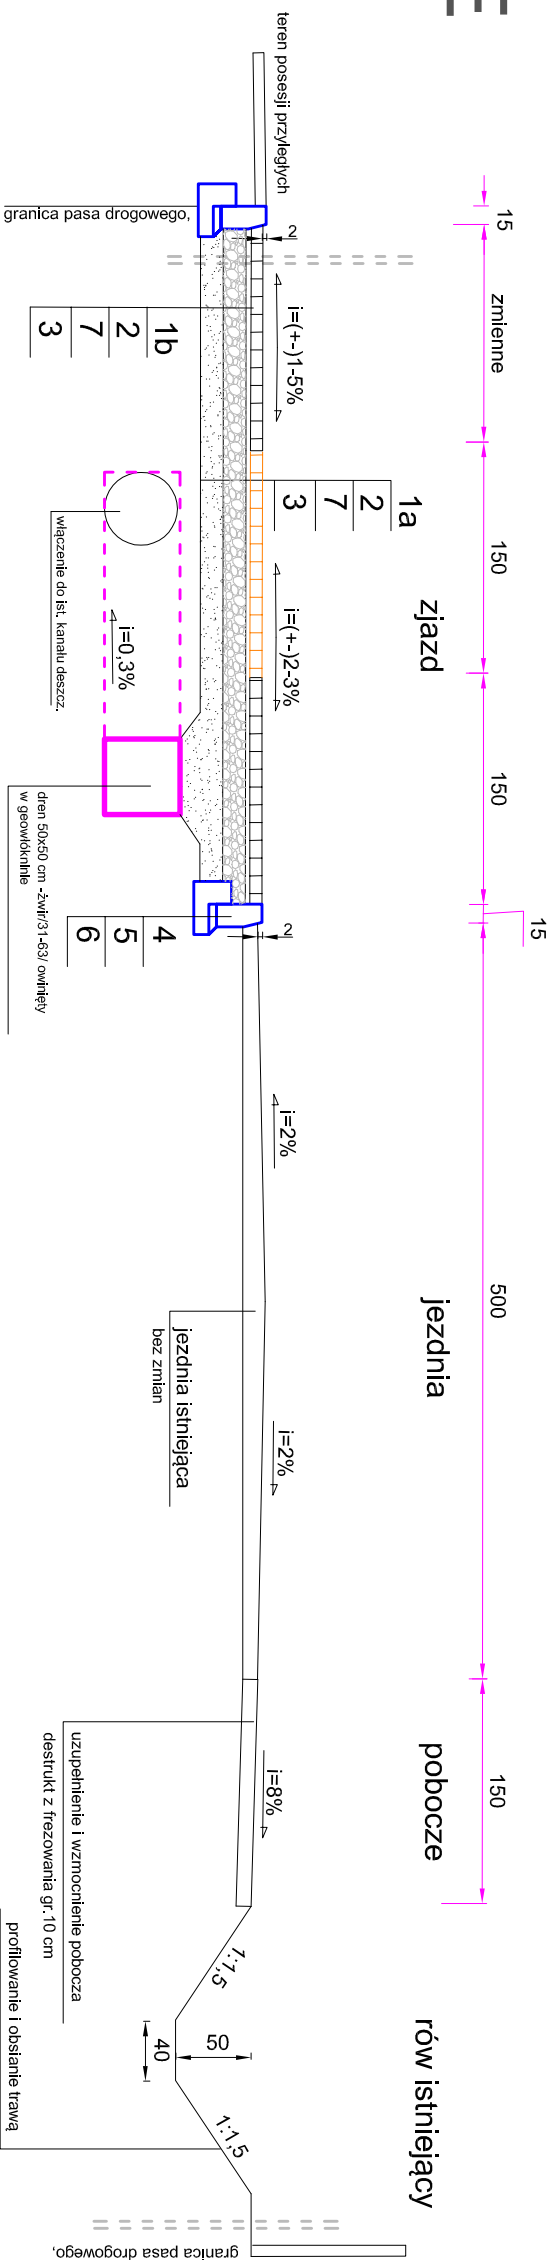 15
zmienne
150
150
15
500
150
zjazd
jezdnia
pobocze
rów istniejący
teren posesji przyległych
granica pasa drogowego,
2
i=(+-)1-5%
i=(+-)2-3%
2
i=2%
i=2%
i=8%
1:1,5
50
40
1:1,5
1a
2
7
3
1b
2
7
3
włączenie do ist. kanału deszcz.
i=0,3%
dren 50x50 cm -żwir/31-63/ owinięty
w geowłókninie
4
5
6
jezdnia istniejąca
bez zmian
uzupełnienie i wzmocnienie pobocza
destrukt z frezowania gr.10 cm
profilowanie i obsianie trawą
granica pasa drogowego,